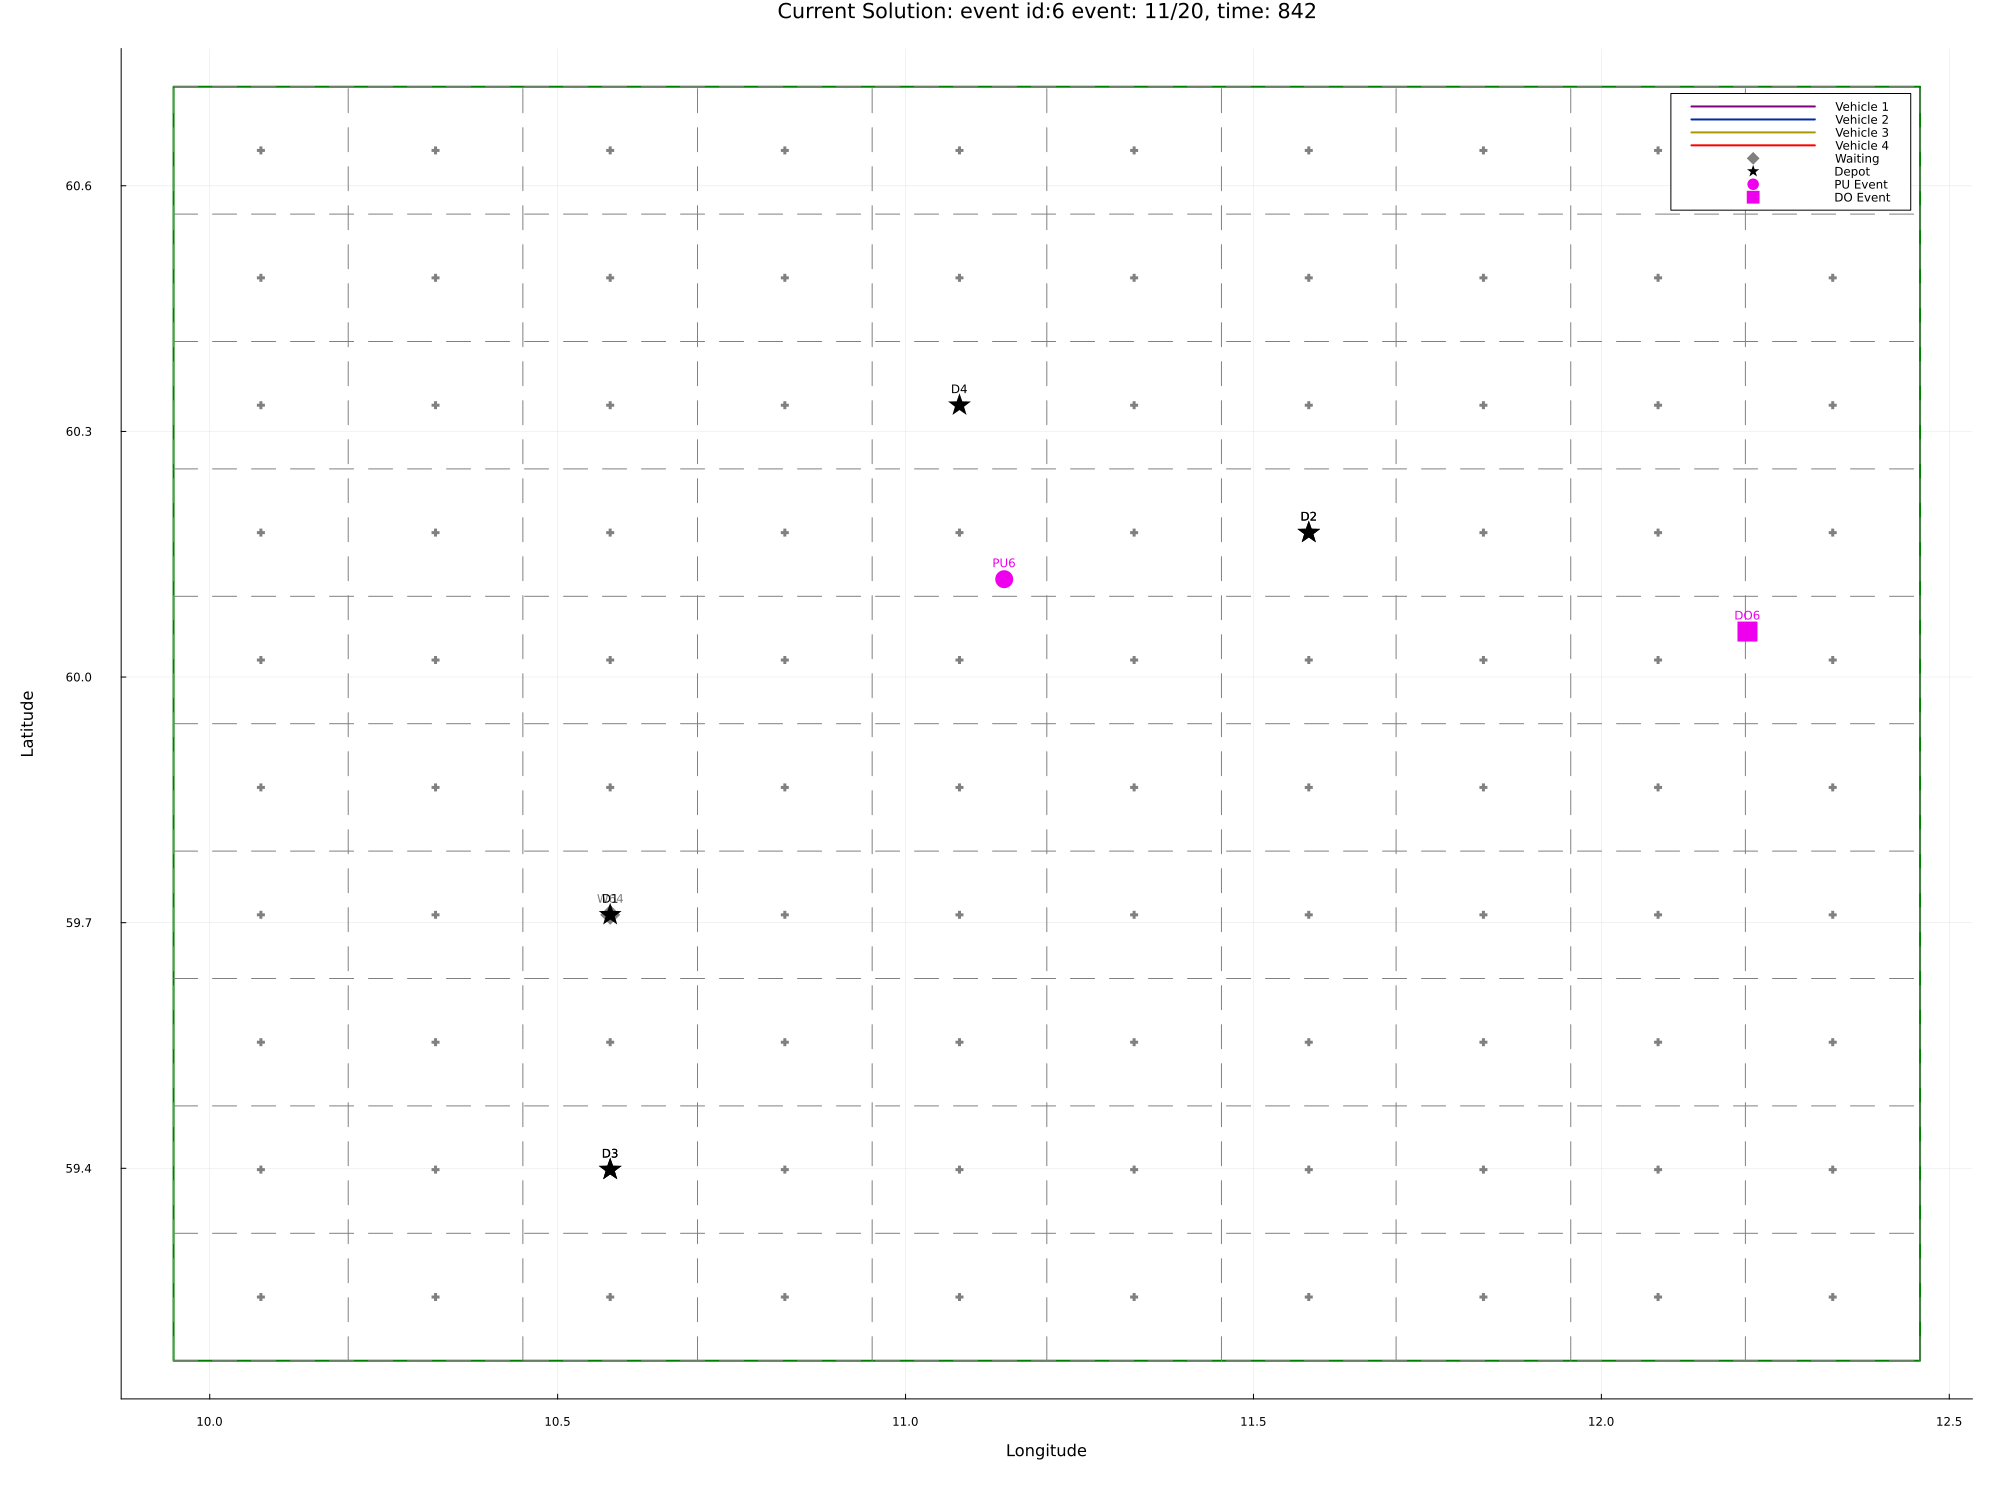 Current Solution: event id:6 event: 11/20, time: 842
Vehicle 1
Vehicle 2
Vehicle 3
Vehicle 4
Waiting
Depot
PU Event
DO Event
60.6
60.3
60.0
59.7
59.4
Latitude
D4
D2
PU6
DO6
D1
D3
10.0
10.5
11.0
11.5
12.0
12.5
Longitude